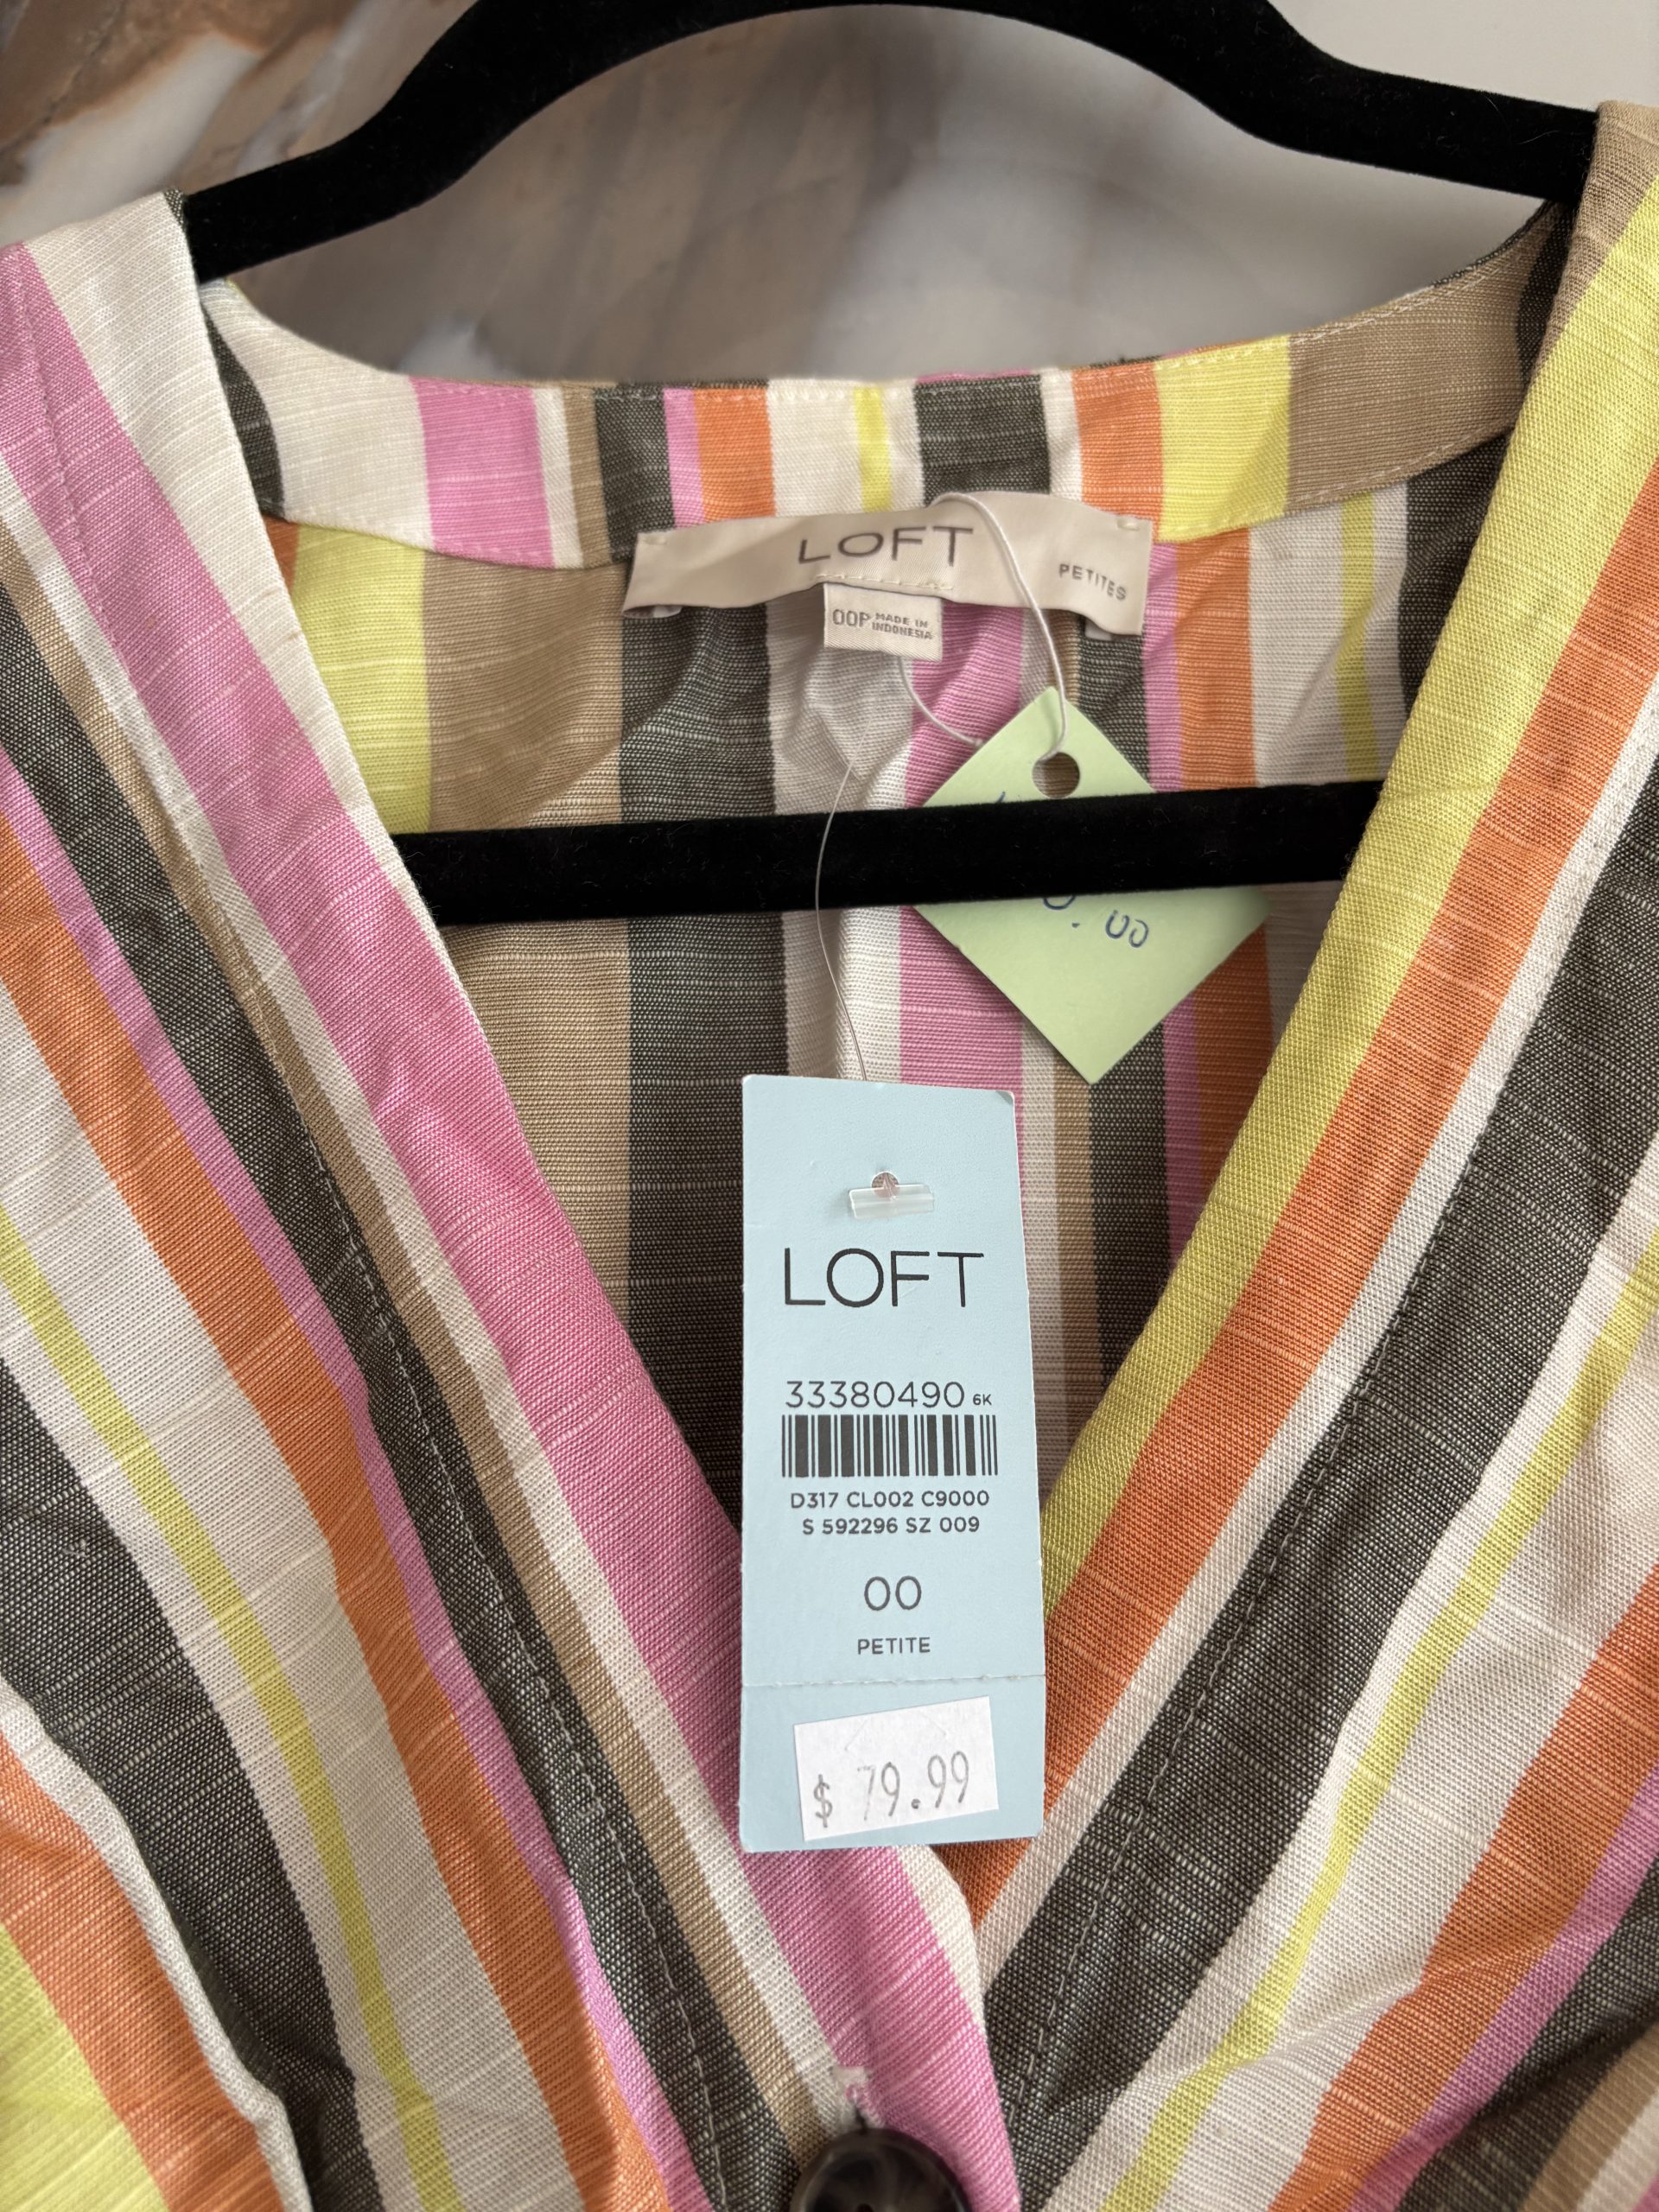 LOFT
PETITES
00P MADE IN
INDONESIA
LOFT
33380490 6K
D317 CL002 C9000
S 592296 SZ 009
00
PETITE
$ 79.99